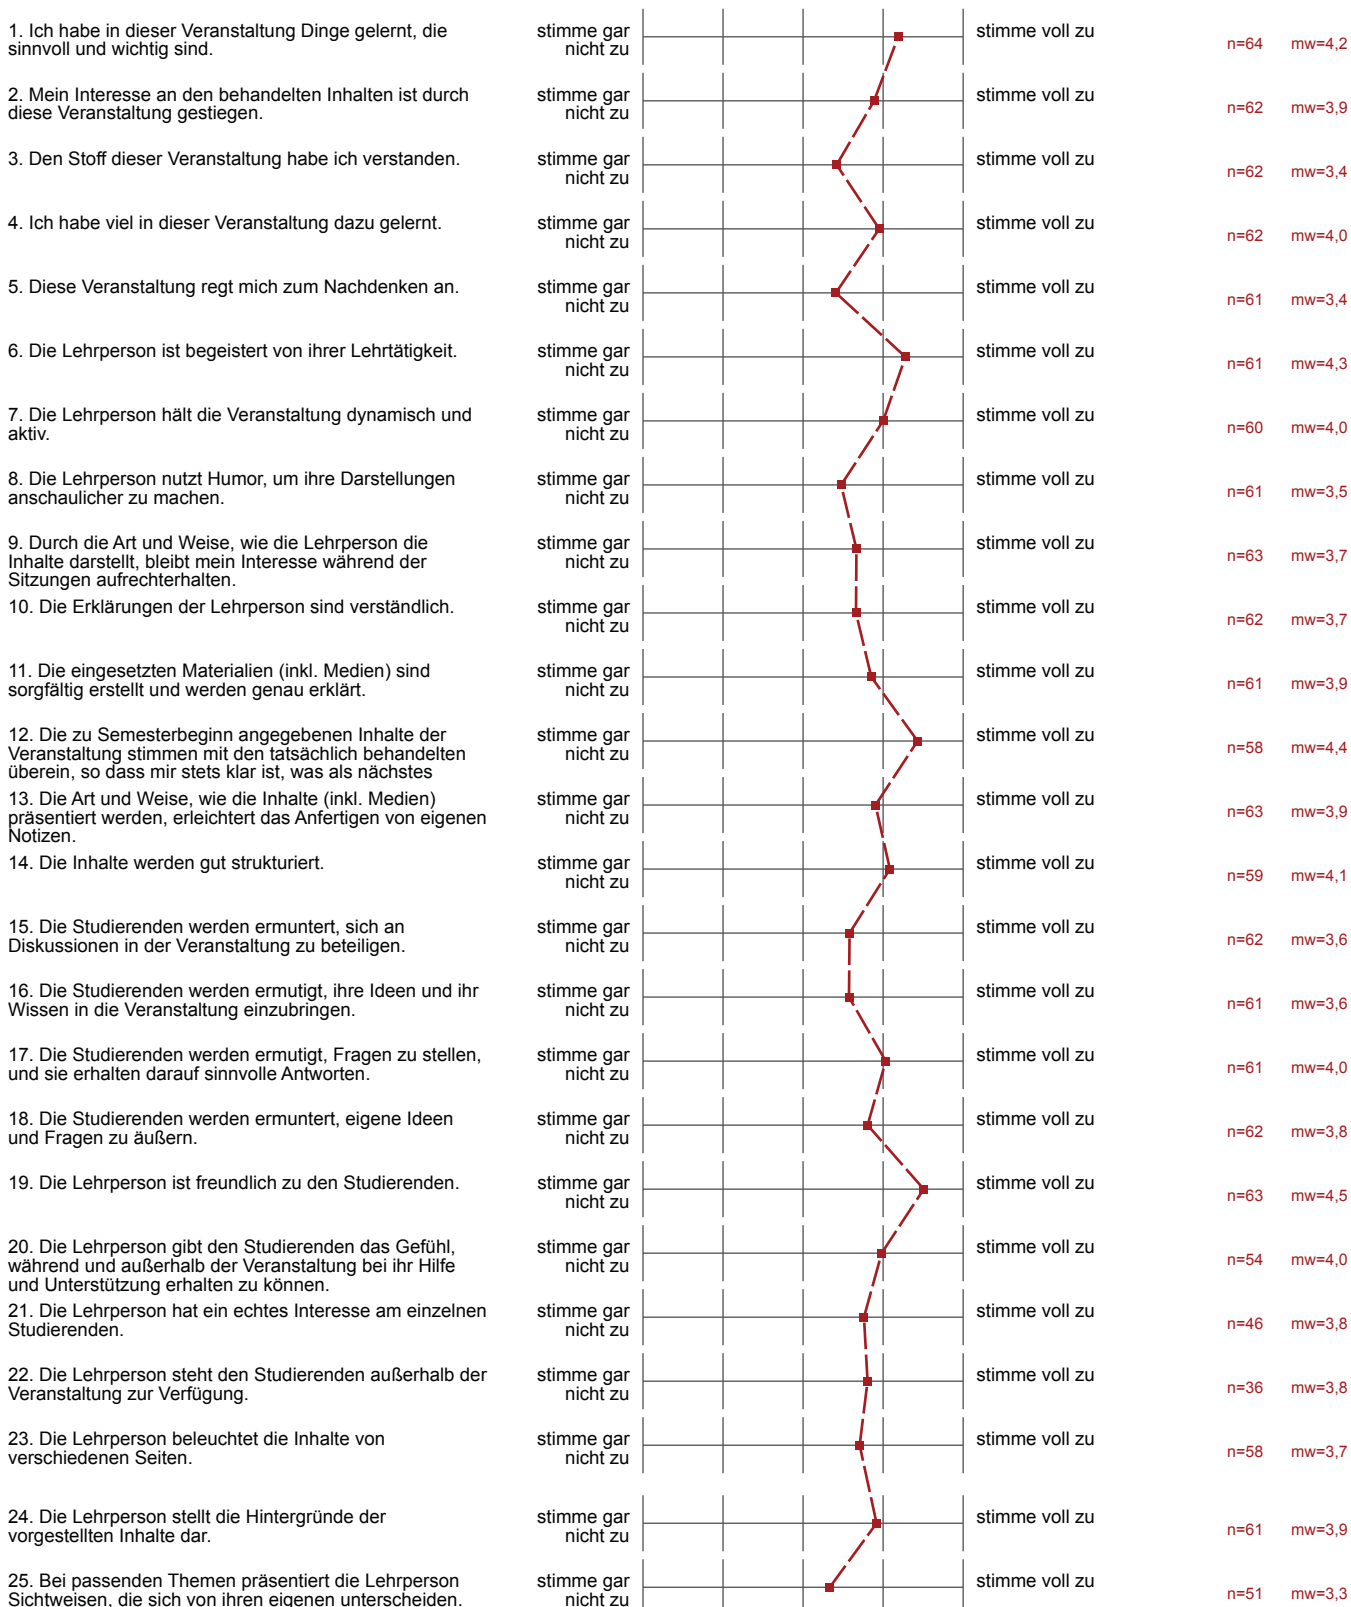 1. Ich habe in dieser Veranstaltung Dinge gelernt, die
sinnvoll und wichtig sind.
stimme gar
nicht zu
stimme voll zu
n=64 mw=4,2
2. Mein Interesse an den behandelten Inhalten ist durch
diese Veranstaltung gestiegen.
stimme gar
nicht zu
stimme voll zu
n=62 mw=3,9
3. Den Stoff dieser Veranstaltung habe ich verstanden.
stimme gar
nicht zu
stimme voll zu
n=62 mw=3,4
4. Ich habe viel in dieser Veranstaltung dazu gelernt.
stimme gar
nicht zu
stimme voll zu
n=62 mw=4,0
5. Diese Veranstaltung regt mich zum Nachdenken an.
stimme gar
nicht zu
stimme voll zu
n=61 mw=3,4
6. Die Lehrperson ist begeistert von ihrer Lehrtätigkeit.
stimme gar
nicht zu
stimme voll zu
n=61 mw=4,3
7. Die Lehrperson hält die Veranstaltung dynamisch und
aktiv.
stimme gar
nicht zu
stimme voll zu
n=60 mw=4,0
8. Die Lehrperson nutzt Humor, um ihre Darstellungen
anschaulicher zu machen.
stimme gar
nicht zu
stimme voll zu
n=61 mw=3,5
9. Durch die Art und Weise, wie die Lehrperson die
Inhalte darstellt, bleibt mein Interesse während der
Sitzungen aufrechterhalten.
stimme gar
nicht zu
stimme voll zu
n=63 mw=3,7
10. Die Erklärungen der Lehrperson sind verständlich.
stimme gar
nicht zu
stimme voll zu
n=62 mw=3,7
11. Die eingesetzten Materialien (inkl. Medien) sind
sorgfältig erstellt und werden genau erklärt.
stimme gar
nicht zu
stimme voll zu
n=61 mw=3,9
12. Die zu Semesterbeginn angegebenen Inhalte der
Veranstaltung stimmen mit den tatsächlich behandelten
überein, so dass mir stets klar ist, was als nächstes
stimme gar
nicht zu
stimme voll zu
n=58 mw=4,4
13. Die Art und Weise, wie die Inhalte (inkl. Medien)
präsentiert werden, erleichtert das Anfertigen von eigenen
Notizen.
stimme gar
nicht zu
stimme voll zu
n=63 mw=3,9
14. Die Inhalte werden gut strukturiert.
stimme gar
nicht zu
stimme voll zu
n=59 mw=4,1
15. Die Studierenden werden ermuntert, sich an
Diskussionen in der Veranstaltung zu beteiligen.
stimme gar
nicht zu
stimme voll zu
n=62 mw=3,6
16. Die Studierenden werden ermutigt, ihre Ideen und ihr
Wissen in die Veranstaltung einzubringen.
stimme gar
nicht zu
stimme voll zu
n=61 mw=3,6
17. Die Studierenden werden ermutigt, Fragen zu stellen,
und sie erhalten darauf sinnvolle Antworten.
stimme gar
nicht zu
stimme voll zu
n=61 mw=4,0
18. Die Studierenden werden ermuntert, eigene Ideen
und Fragen zu äußern.
stimme gar
nicht zu
stimme voll zu
n=62 mw=3,8
19. Die Lehrperson ist freundlich zu den Studierenden.
stimme gar
nicht zu
stimme voll zu
n=63 mw=4,5
20. Die Lehrperson gibt den Studierenden das Gefühl,
während und außerhalb der Veranstaltung bei ihr Hilfe
und Unterstützung erhalten zu können.
stimme gar
nicht zu
stimme voll zu
n=54 mw=4,0
21. Die Lehrperson hat ein echtes Interesse am einzelnen
Studierenden.
stimme gar
nicht zu
stimme voll zu
n=46 mw=3,8
22. Die Lehrperson steht den Studierenden außerhalb der
Veranstaltung zur Verfügung.
stimme gar
nicht zu
stimme voll zu
n=36 mw=3,8
23. Die Lehrperson beleuchtet die Inhalte von
verschiedenen Seiten.
stimme gar
nicht zu
stimme voll zu
n=58 mw=3,7
24. Die Lehrperson stellt die Hintergründe der
vorgestellten Inhalte dar.
stimme gar
nicht zu
stimme voll zu
n=61 mw=3,9
25. Bei passenden Themen präsentiert die Lehrperson
Sichtweisen, die sich von ihren eigenen unterscheiden.
stimme gar
nicht zu
stimme voll zu
n=51 mw=3,3